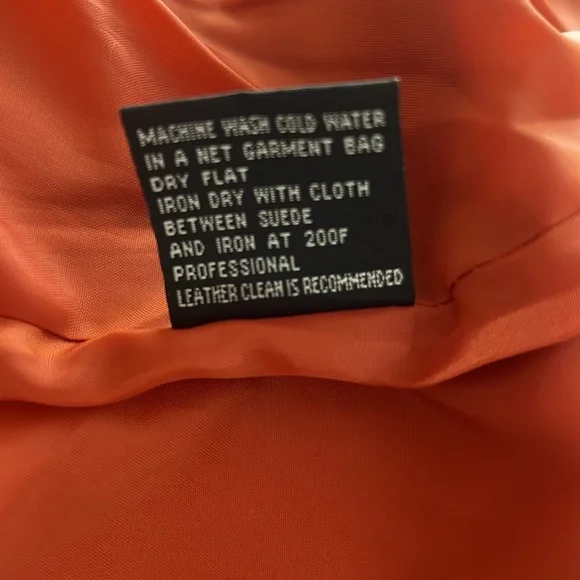 MACHINE WASH COLD WATER
IN A NET GARMENT BAG
DRY FLAT
IRON DRY WITH CLOTH
BETWEEN SUEDE
AND IRON AT 200F
PROFESSIONAL
LEATHER CLEAN IS RECOMMENDED